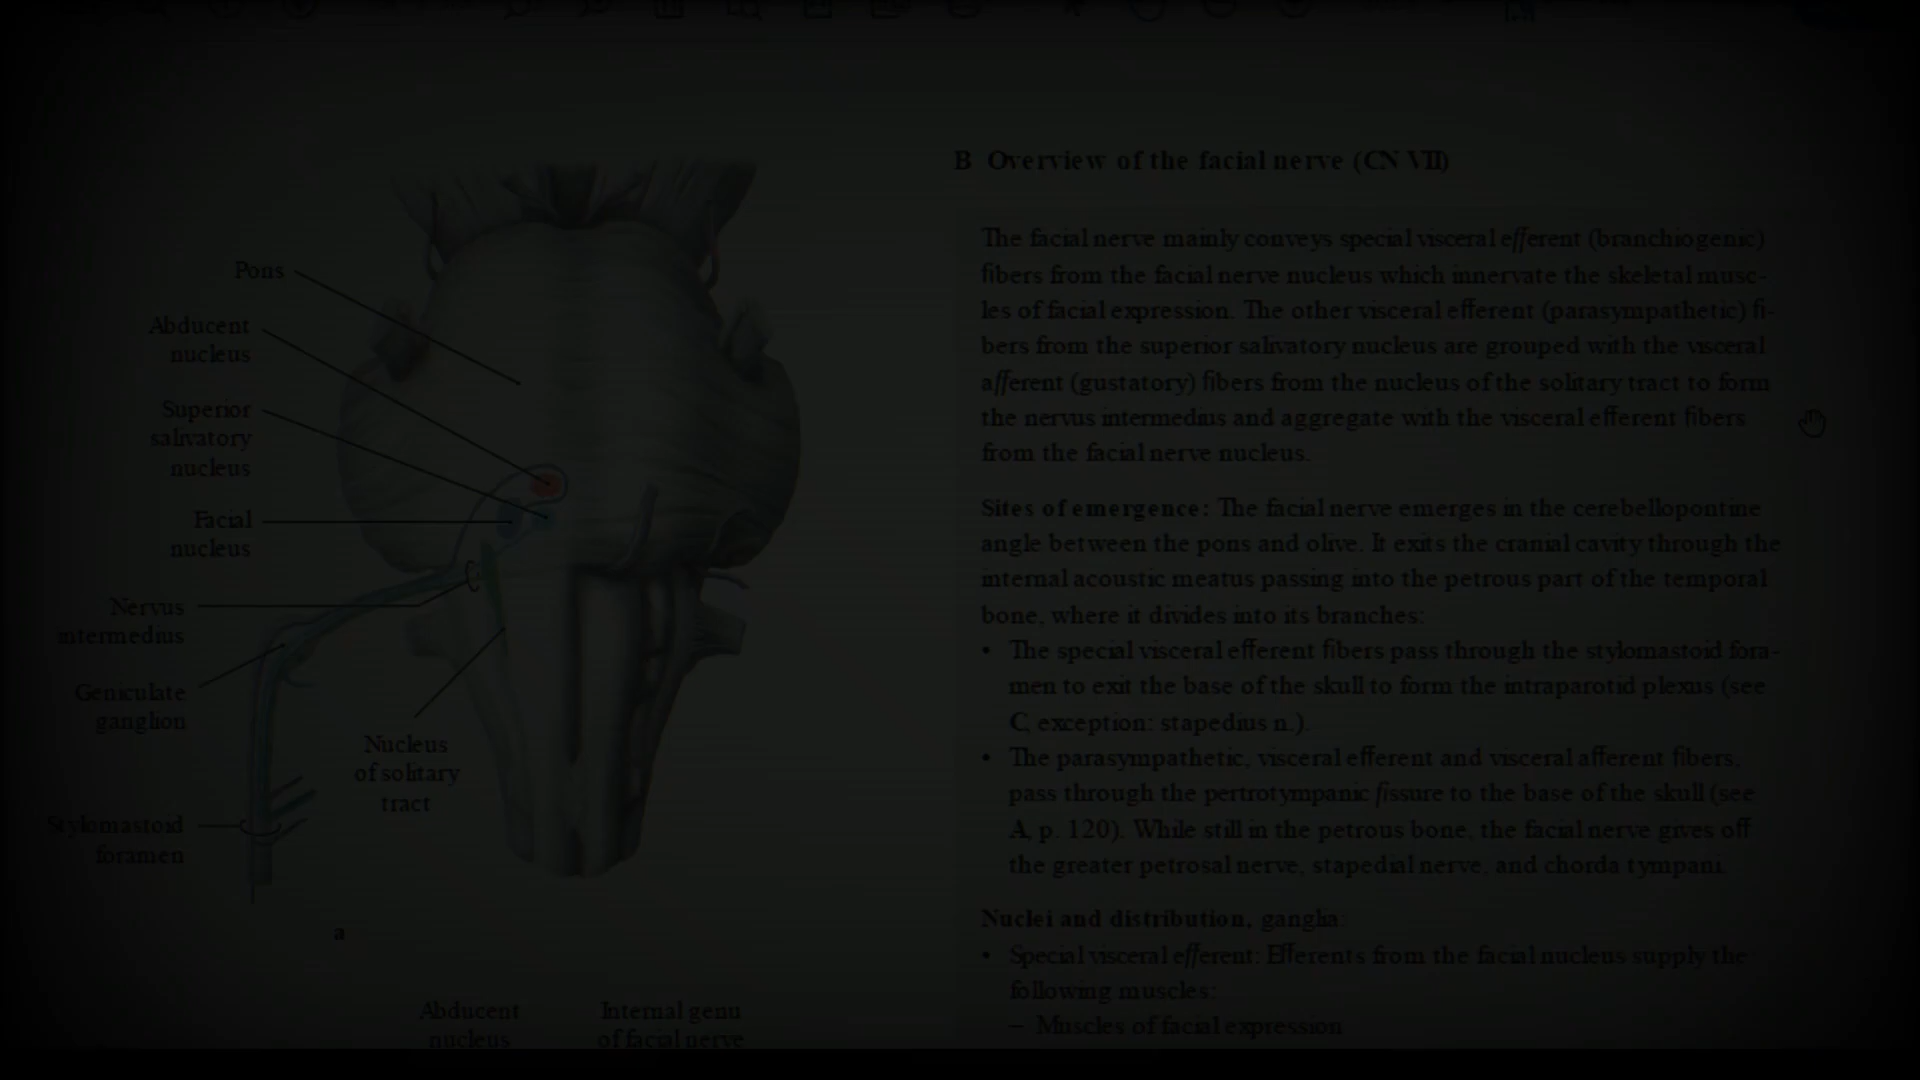 Pons
Abducent
nucleus
Superior
salivatory
nucleus
Facial
nucleus
Nervus
intermedius
Geniculate
ganglion
Nucleus
of solitary
tract
Stylomastoid
foramen
a
Abducent
nucleus
Internal genu
of facial nerve
B Overview of the facial nerve (CN VII)
The facial nerve mainly conveys special visceral efferent (branchiogenic)
fibers from the facial nerve nucleus which innervate the skeletal musc-
les of facial expression. The other visceral efferent (parasympathetic) fi-
bers from the superior salivatory nucleus are grouped with the visceral
afferent (gustatory) fibers from the nucleus of the solitary tract to form
the nervus intermedius and aggregate with the visceral efferent fibers
from the facial nerve nucleus.
Sites of emergence: The facial nerve emerges in the cerebellopontine
angle between the pons and olive. It exits the cranial cavity through the
internal acoustic meatus passing into the petrous part of the temporal
bone, where it divides into its branches:
• The special visceral efferent fibers pass through the stylomastoid fora-
men to exit the base of the skull to form the intraparotid plexus (see
C, exception: stapedius n.).
• The parasympathetic, visceral efferent and visceral afferent fibers,
pass through the pertrotympanic fissure to the base of the skull (see
A, p. 120). While still in the petrous bone, the facial nerve gives off
the greater petrosal nerve, stapedial nerve, and chorda tympani.
Nuclei and distribution, ganglia:
• Special visceral efferent: Efferents from the facial nucleus supply the
following muscles:
– Muscles of facial expression